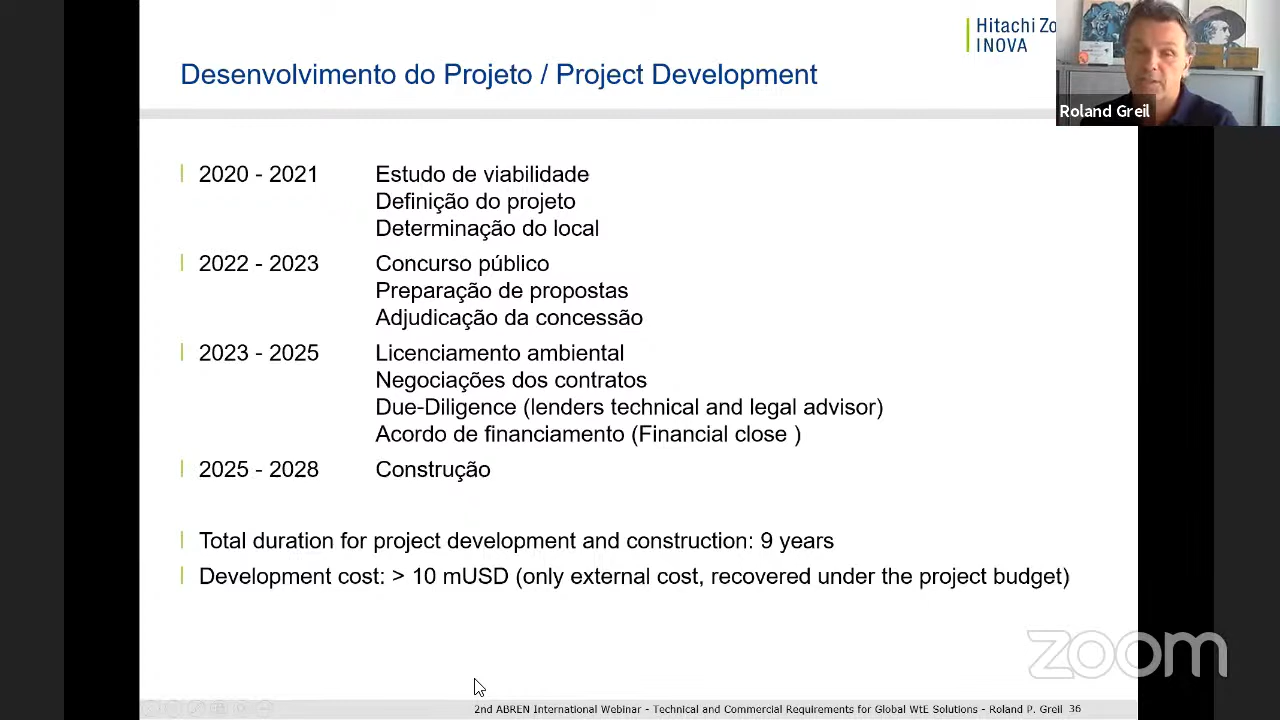 Hitachi Zo
INOVA
Desenvolvimento do Projeto / Project Development
Roland Greil
2020 - 2021 Estudo de viabilidade
Definição do projeto
Determinação do local
2022 - 2023 Concurso público
Preparação de propostas
Adjudicação da concessão
2023 - 2025 Licenciamento ambiental
Negociações dos contratos
Due-Diligence (lenders technical and legal advisor)
Acordo de financiamento (Financial close )
2025 - 2028 Construção
Total duration for project development and construction: 9 years
Development cost: > 10 mUSD (only external cost, recovered under the project budget)
zoom
2nd ABREN International Webinar - Technical and Commercial Requirements for Global WtE Solutions - Roland P. Greil 36